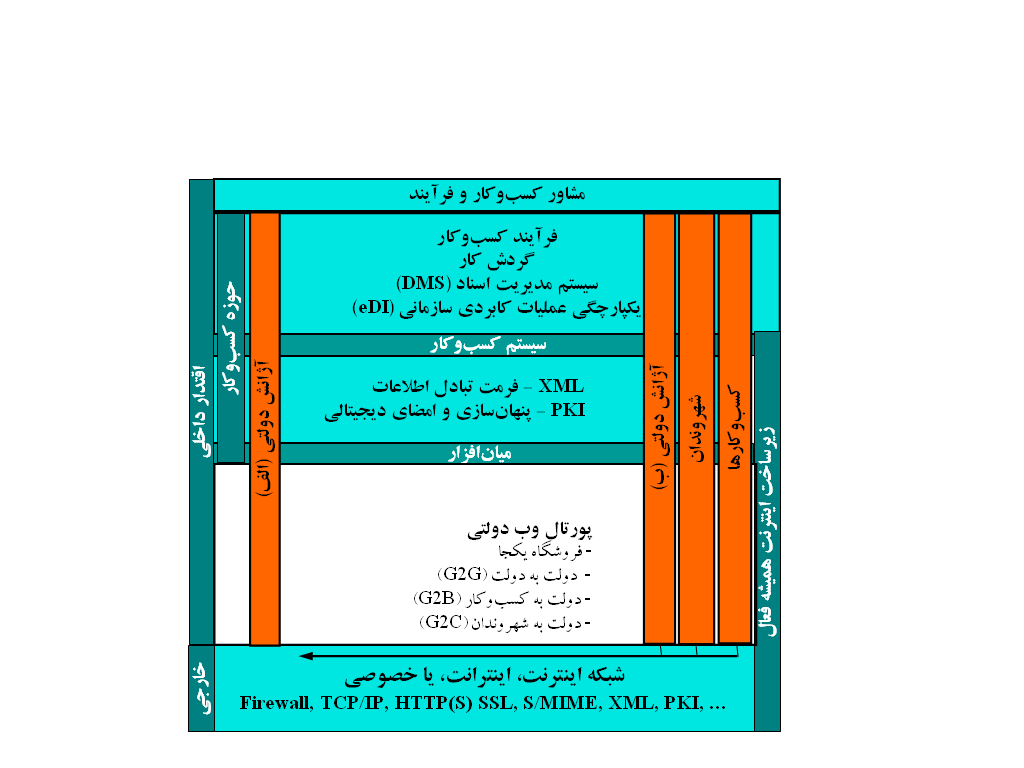 مشاور کسب‌وکار و فرآیند
فرآیند کسب‌وکار
گردش کار
سیستم مدیریت اسناد (DMS)
یکپارچگی عملیات کابردی سازمانی (eDI)
سیستم کسب‌وکار
XML – فرمت تبادل اطلاعات
PKI – پنهان‌سازی و امضای دیجیتالی
میان‌افزار
پورتال وب دولتی
- فروشگاه یکجا
- دولت به دولت (G2G)
- دولت به کسب‌وکار (G2B)
- دولت به شهروندان (G2C)
شبکه اینترنت، اینترانت، یا خصوصی
Firewall, TCP/IP, HTTP(S) SSL, S/MIME, XML, PKI, …
زیرساخت اینترنت همیشه فعال
کسب‌وکارها
شهروندان
آژانش دولتی (ب)
آژانش دولتی (الف)
حوزه کسب‌وکار
اقتدار داخلی
خارجی